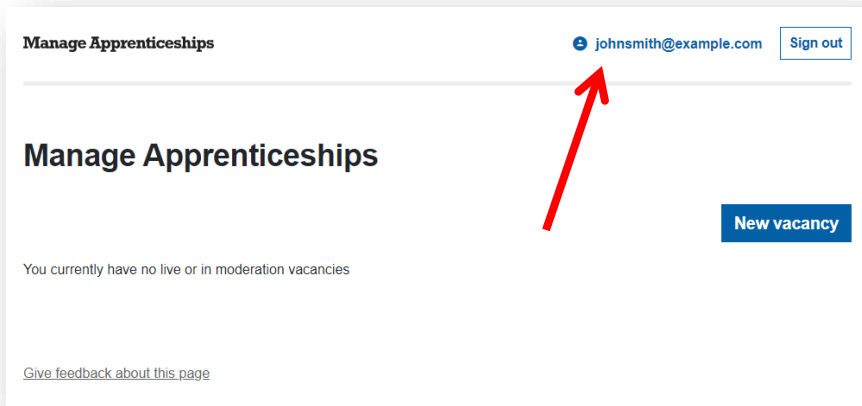 Manage Apprenticeships
johnsmith@example.com
Sign out
Manage Apprenticeships
New vacancy
You currently have no live or in moderation vacancies
Give feedback about this page